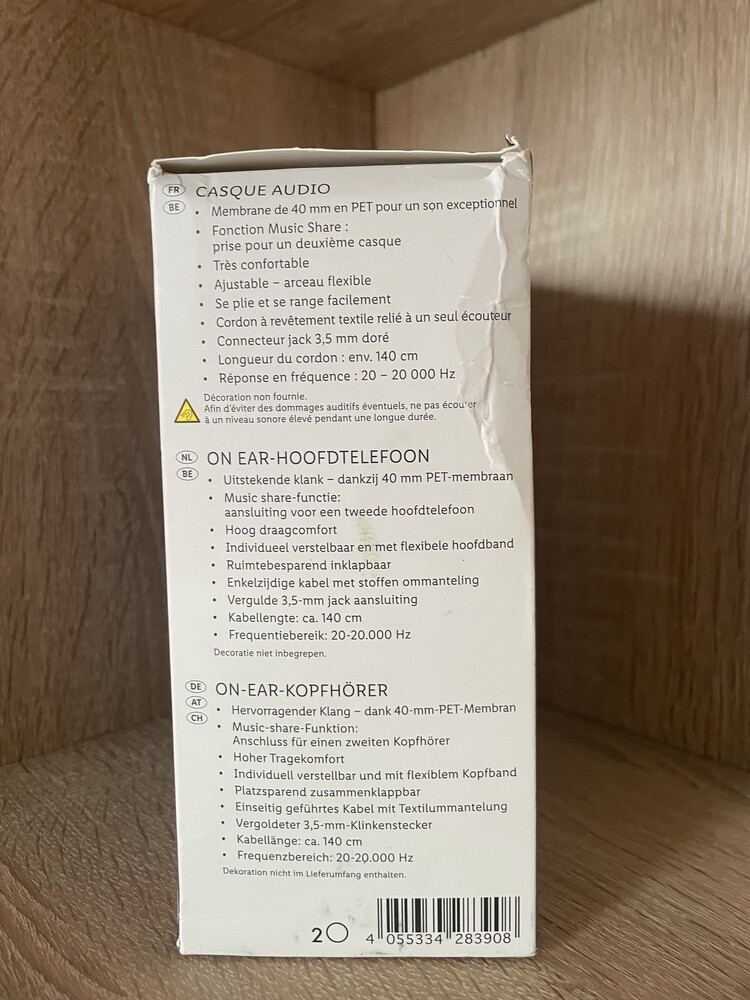 FR CASQUE AUDIO
BE
• Membrane de 40 mm en PET pour un son exceptionnel
• Fonction Music Share :
prise pour un deuxième casque
• Très confortable
• Ajustable – arceau flexible
• Se plie et se range facilement
• Cordon à revêtement textile relié à un seul écouteur
• Connecteur jack 3,5 mm doré
• Longueur du cordon : env. 140 cm
• Réponse en fréquence : 20 – 20 000 Hz
Décoration non fournie.
Afin d'éviter des dommages auditifs éventuels, ne pas écouter
à un niveau sonore élevé pendant une longue durée.
NL ON EAR-HOOFDTELEFOON
BE
• Uitstekende klank – dankzij 40 mm PET-membraan
• Music share-functie:
aansluiting voor een tweede hoofdtelefoon
• Hoog draagcomfort
• Individueel verstelbaar en met flexibele hoofdband
• Ruimtebesparend inklapbaar
• Enkelzijdige kabel met stoffen ommanteling
• Vergulde 3,5-mm jack aansluiting
• Kabellengte: ca. 140 cm
• Frequentiebereik: 20-20.000 Hz
Decoratie niet inbegrepen.
DE ON-EAR-KOPFHÖRER
AT
CH
• Hervorragender Klang – dank 40-mm-PET-Membran
• Music-share-Funktion:
Anschluss für einen zweiten Kopfhörer
• Hoher Tragekomfort
• Individuell verstellbar und mit flexiblem Kopfband
• Platzsparend zusammenklappbar
• Einseitig geführtes Kabel mit Textilummantelung
• Vergoldeter 3,5-mm-Klinkenstecker
• Kabellänge: ca. 140 cm
• Frequenzbereich: 20-20.000 Hz
Dekoration nicht im Lieferumfang enthalten.
2
4 055334 283908